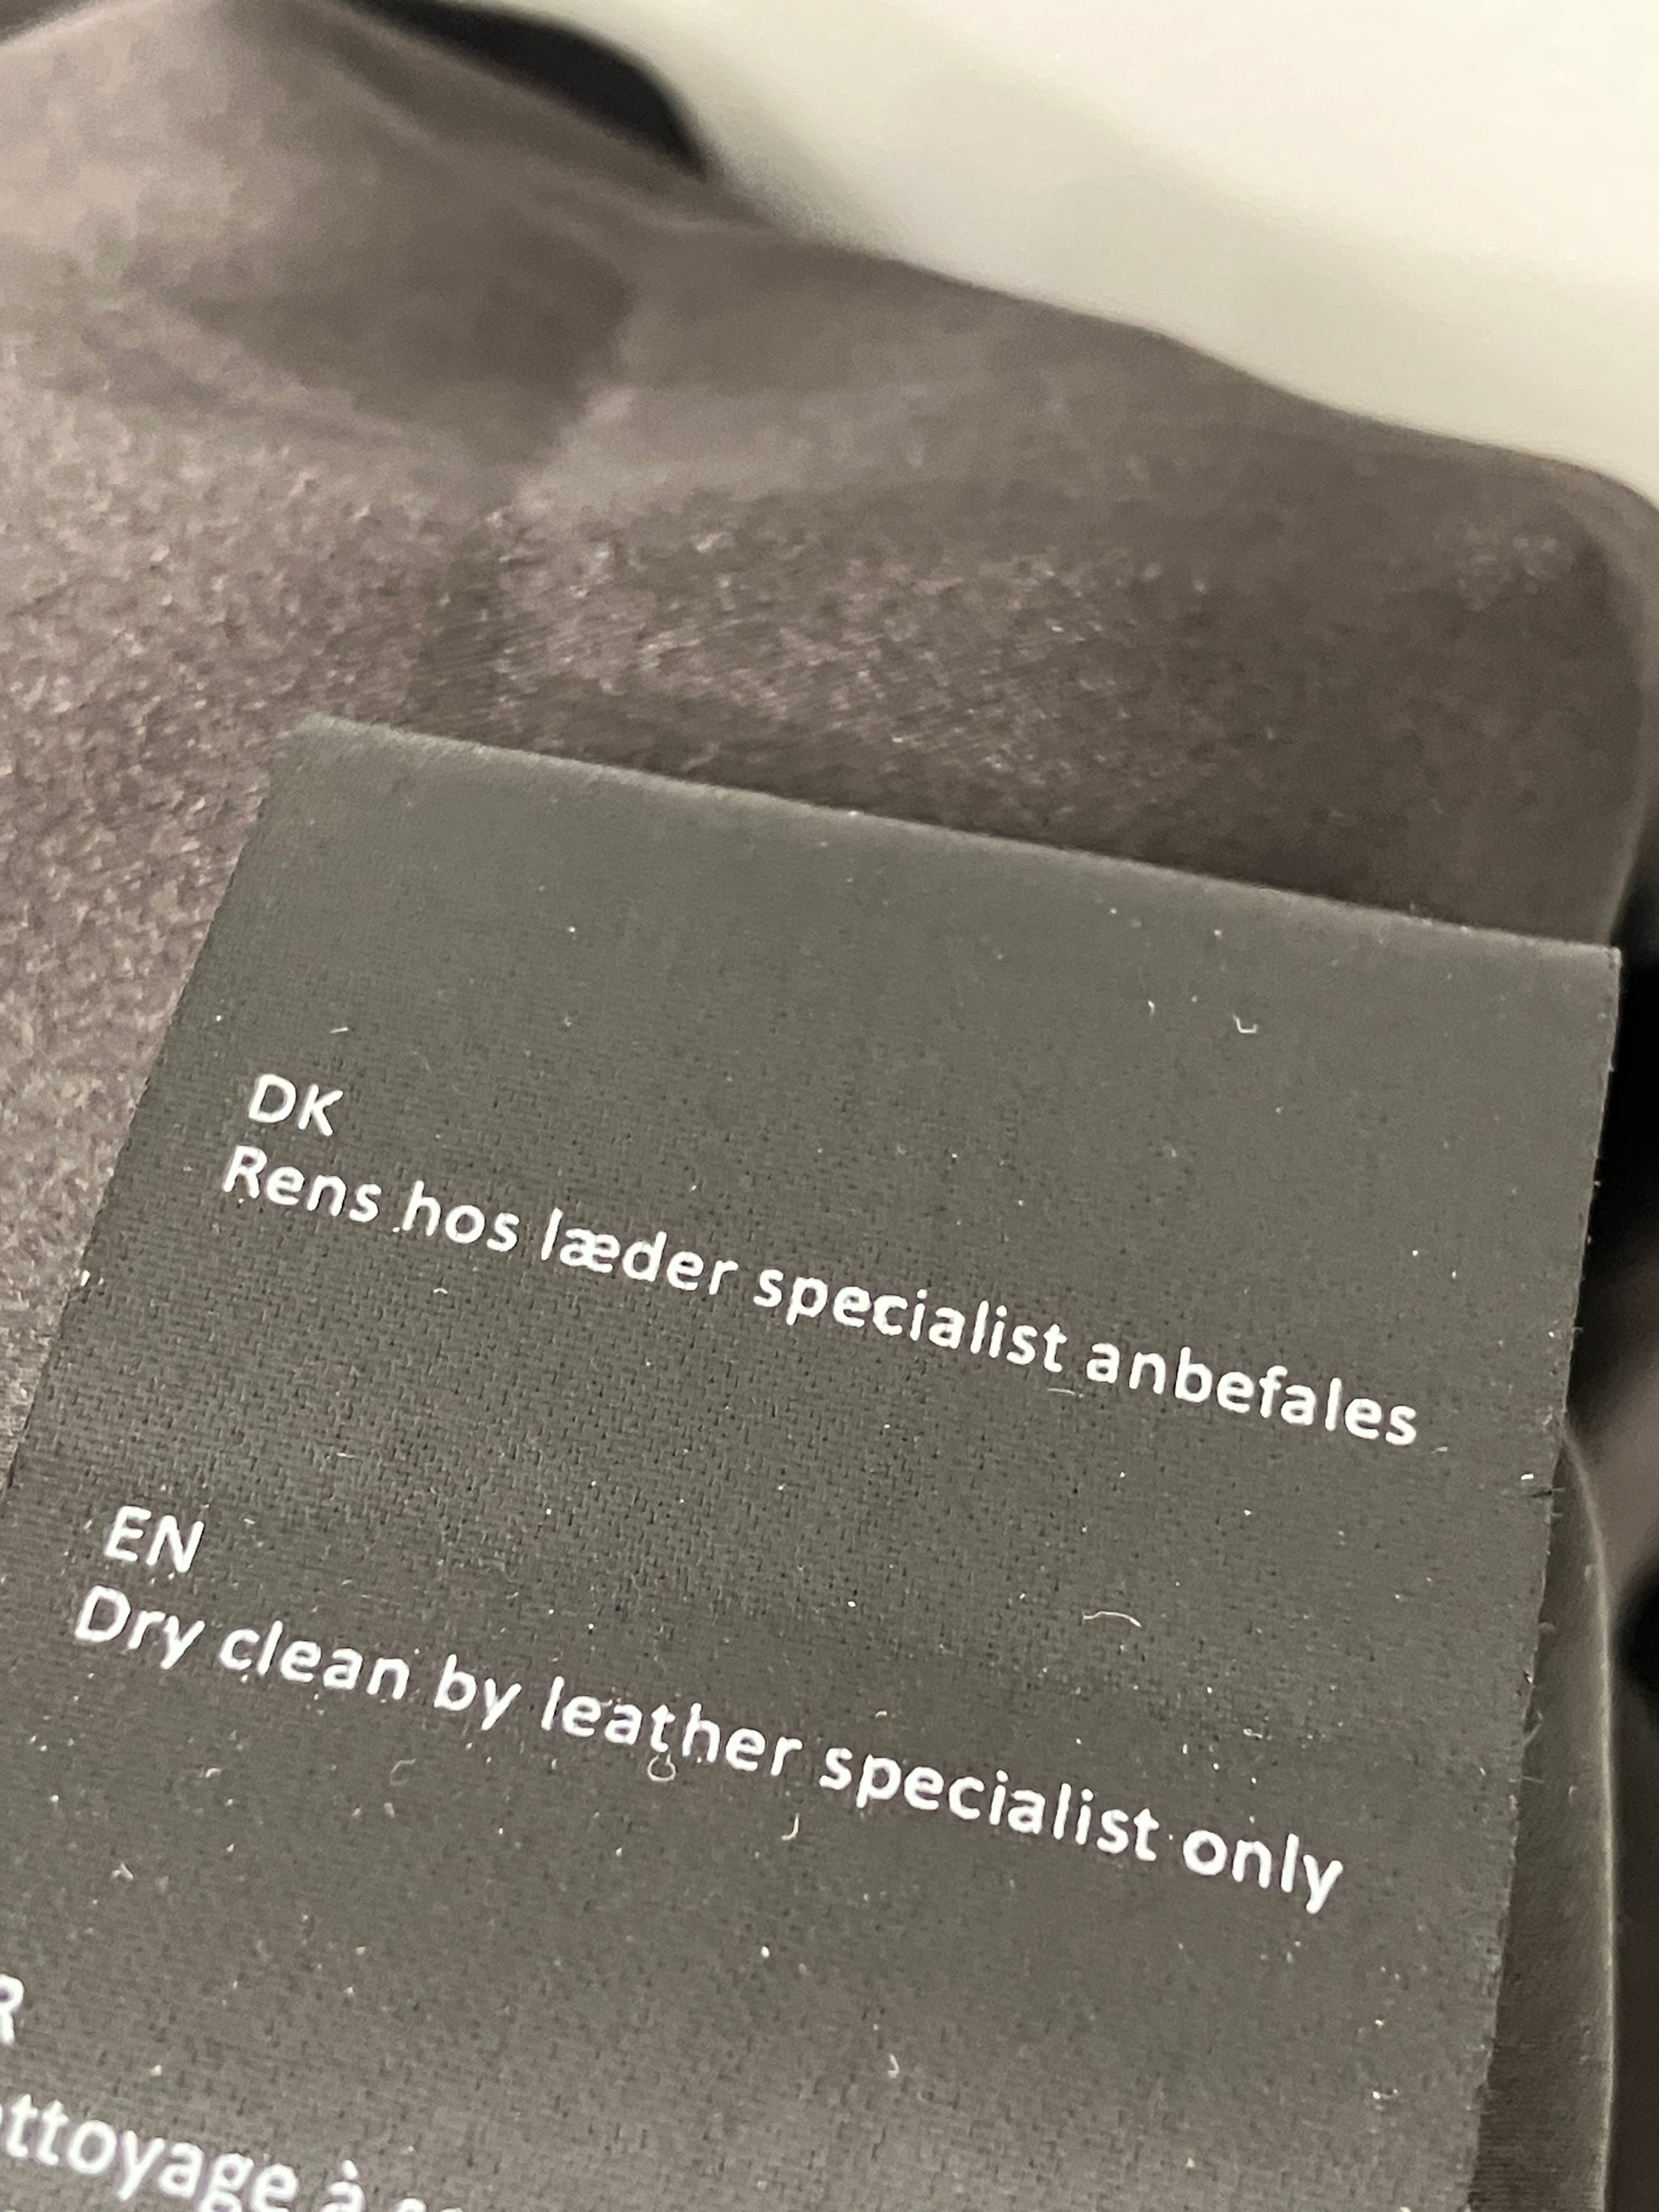 DK
Rens hos læder specialist anbefales
EN
Dry clean by leather specialist only
à